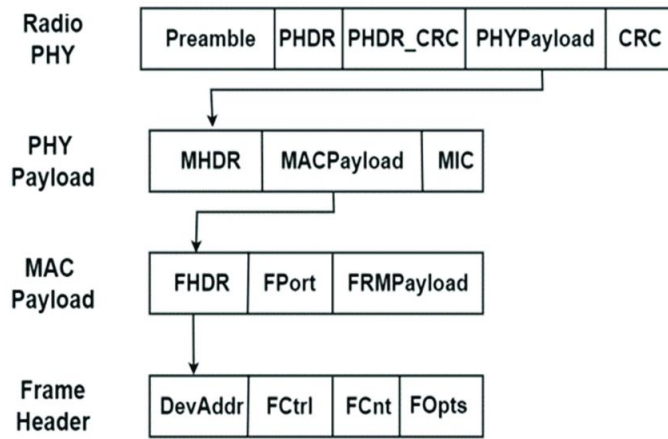 Radio
PHY
Preamble PHDR PHDR_CRC PHYPayload CRC
PHY
Payload
MHDR MACPayload MIC
MAC
Payload
FHDR FPort FRMPayload
Frame
Header
DevAddr FCtrl FCnt FOpts